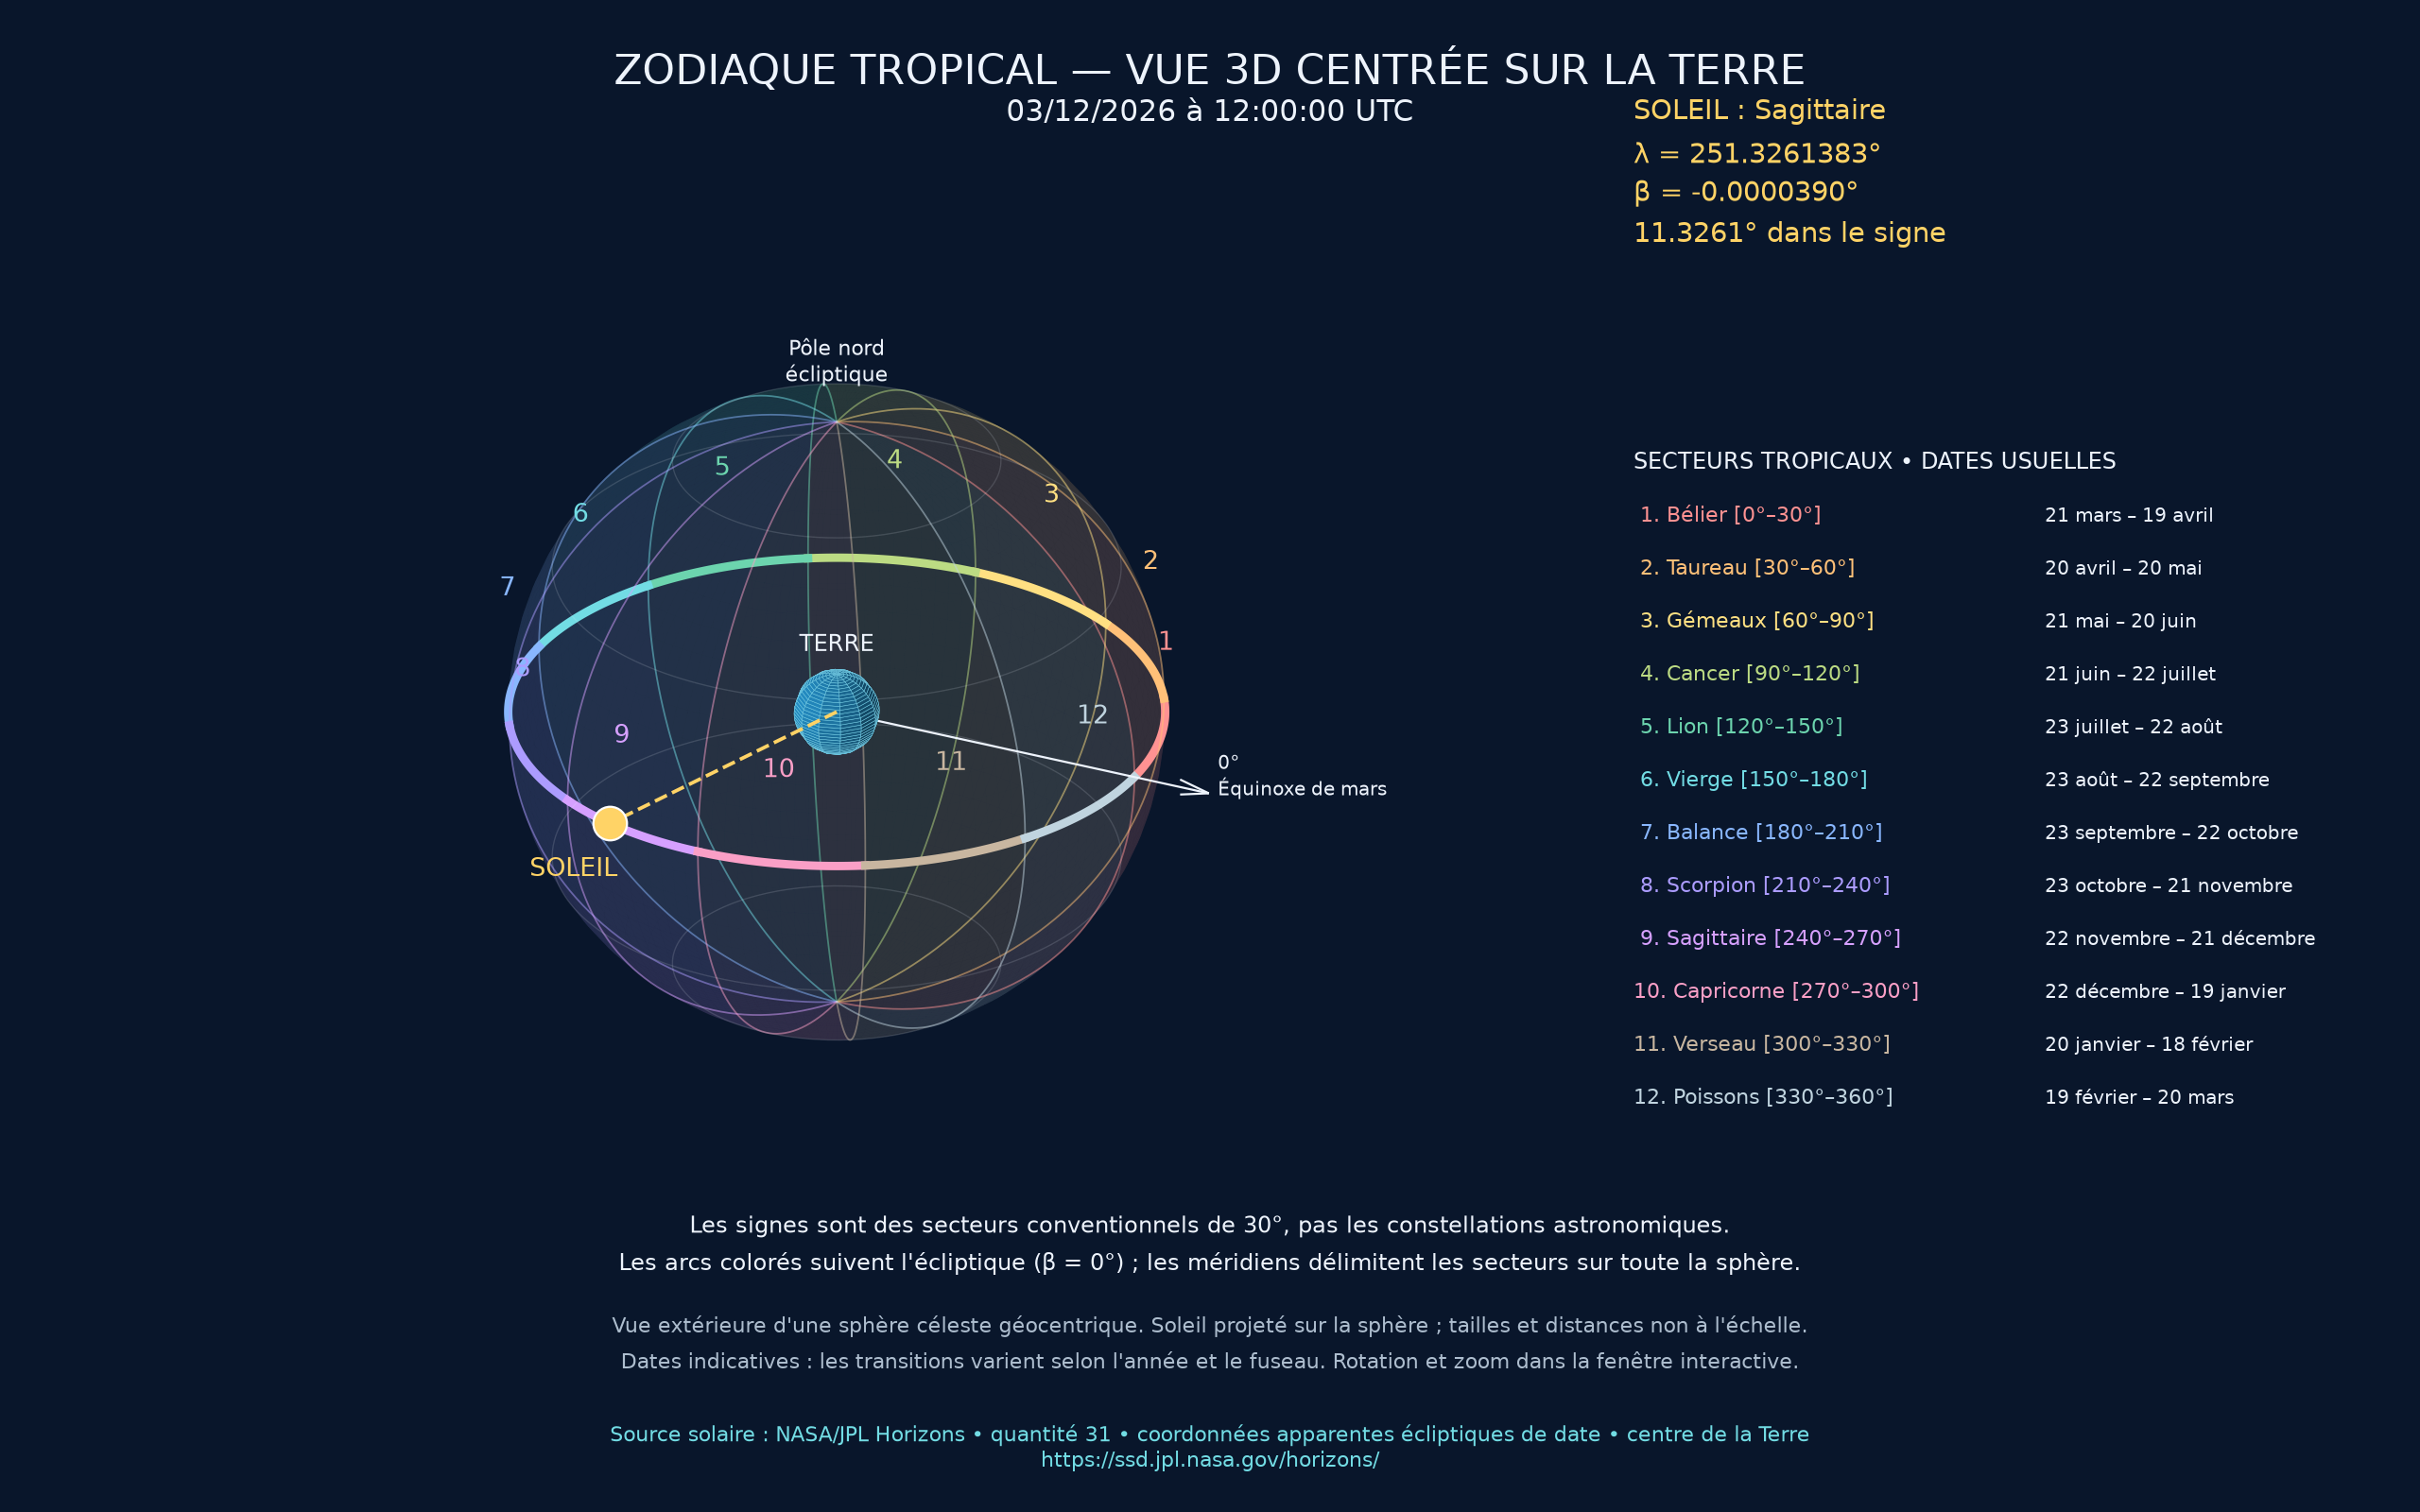 ZODIAQUE TROPICAL — VUE 3D CENTRÉE SUR LA TERRE
03/12/2026 à 12:00:00 UTC
SOLEIL : Sagittaire
λ = 251.3261383°
β = -0.0000390°
11.3261° dans le signe
Pôle nord
écliptique
5
4
3
6
2
7
1
TERRE
8
12
9
10
11
0°
Équinoxe de mars
SOLEIL
SECTEURS TROPICAUX • DATES USUELLES
1. Bélier [0°–30°] 21 mars – 19 avril
2. Taureau [30°–60°] 20 avril – 20 mai
3. Gémeaux [60°–90°] 21 mai – 20 juin
4. Cancer [90°–120°] 21 juin – 22 juillet
5. Lion [120°–150°] 23 juillet – 22 août
6. Vierge [150°–180°] 23 août – 22 septembre
7. Balance [180°–210°] 23 septembre – 22 octobre
8. Scorpion [210°–240°] 23 octobre – 21 novembre
9. Sagittaire [240°–270°] 22 novembre – 21 décembre
10. Capricorne [270°–300°] 22 décembre – 19 janvier
11. Verseau [300°–330°] 20 janvier – 18 février
12. Poissons [330°–360°] 19 février – 20 mars
Les signes sont des secteurs conventionnels de 30°, pas les constellations astronomiques.
Les arcs colorés suivent l'écliptique (β = 0°) ; les méridiens délimitent les secteurs sur toute la sphère.
Vue extérieure d'une sphère céleste géocentrique. Soleil projeté sur la sphère ; tailles et distances non à l'échelle.
Dates indicatives : les transitions varient selon l'année et le fuseau. Rotation et zoom dans la fenêtre interactive.
Source solaire : NASA/JPL Horizons • quantité 31 • coordonnées apparentes écliptiques de date • centre de la Terre
https://ssd.jpl.nasa.gov/horizons/